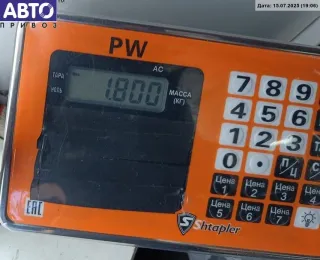 АВТО
ПРИВОЗ
Дата: 15.07.2025 (19:06)
PW
AC
ТАРА
НОЛЬ
1.800
МАССА
(КГ)
7 8 9
4 5 6
1 2 3
0 • П/Ц С
Цена 1 Цена 2 Цена 3
Цена 5 Цена 6 Цена 7
EAC
S Shtapler